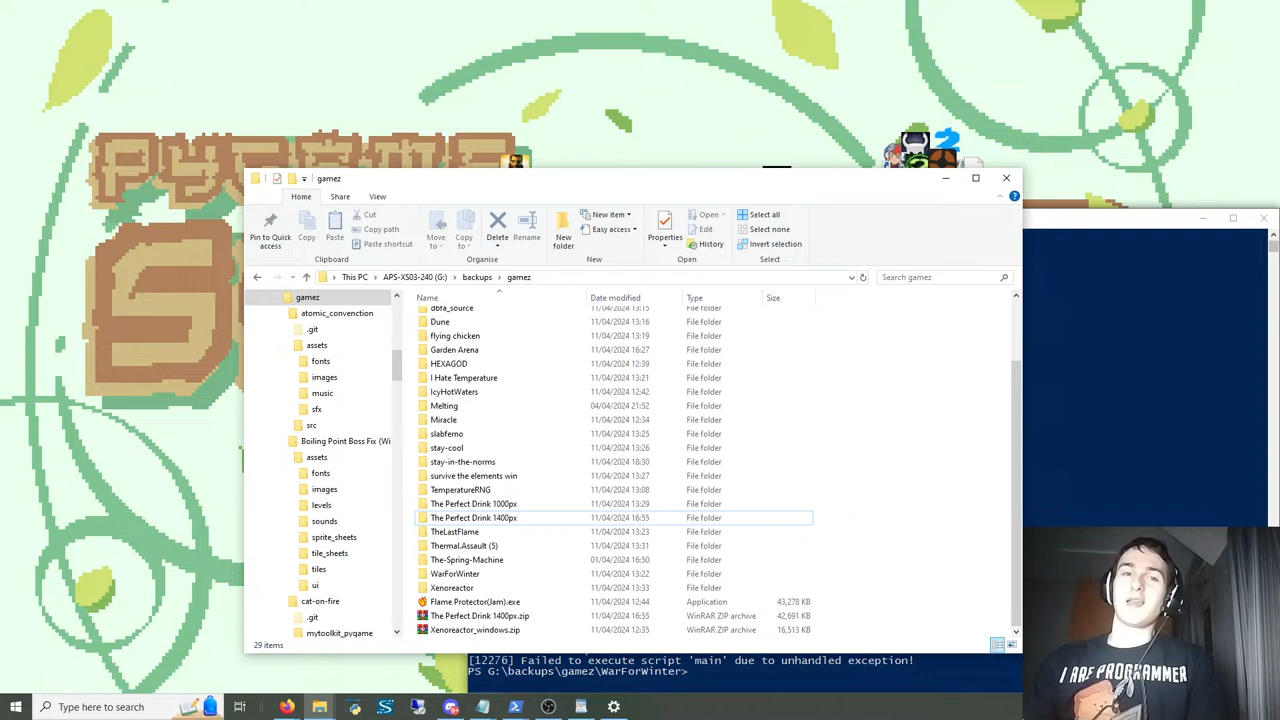 PYGAME
S
gamez
Home
Share
View
Pin to Quick access
Copy
Paste
Cut
Copy path
Paste shortcut
Move to
Copy to
Delete
Rename
New folder
New item
Easy access
Properties
Open
Edit
History
Select all
Select none
Invert selection
Clipboard
Organise
New
Open
Select
This PC
APS-XS03-240 (G:)
backups
gamez
Search gamez
gamez
atomic_convenction
.git
assets
fonts
images
music
sfx
src
Boiling Point Boss Fix (Wi
assets
fonts
images
levels
sounds
sprite_sheets
tile_sheets
tiles
ui
cat-on-fire
.git
mytoolkit_pygame
Name Date modified Type Size
dbfa_source 11/04/2024 13:15 File folder
Dune 11/04/2024 13:16 File folder
flying chicken 11/04/2024 13:19 File folder
Garden Arena 11/04/2024 16:27 File folder
HEXAGOD 11/04/2024 12:39 File folder
I Hate Temperature 11/04/2024 13:21 File folder
IcyHotWaters 11/04/2024 12:42 File folder
Melting 04/04/2024 21:52 File folder
Miracle 11/04/2024 12:34 File folder
slabferno 11/04/2024 13:25 File folder
stay-cool 11/04/2024 13:26 File folder
stay-in-the-norms 11/04/2024 18:30 File folder
survive the elements win 11/04/2024 13:27 File folder
TemperatureRNG 11/04/2024 13:08 File folder
The Perfect Drink 1000px 11/04/2024 13:29 File folder
The Perfect Drink 1400px 11/04/2024 16:55 File folder
TheLastFlame 11/04/2024 13:23 File folder
Thermal.Assault (5) 11/04/2024 13:31 File folder
The-Spring-Machine 01/04/2024 16:50 File folder
WarForWinter 11/04/2024 13:22 File folder
Xenoreactor 11/04/2024 13:33 File folder
Flame Protector(Jam).exe 11/04/2024 12:44 Application 43,278 KB
The Perfect Drink 1400px.zip 11/04/2024 16:55 WinRAR ZIP archive 42,691 KB
Xenoreactor_windows.zip 11/04/2024 12:35 WinRAR ZIP archive 16,513 KB
29 items
[12276] Failed to execute script 'main' due to unhandled exception!
PS G:\backups\gamez\WarForWinter>
I ARE PROGRAMMER
Type here to search